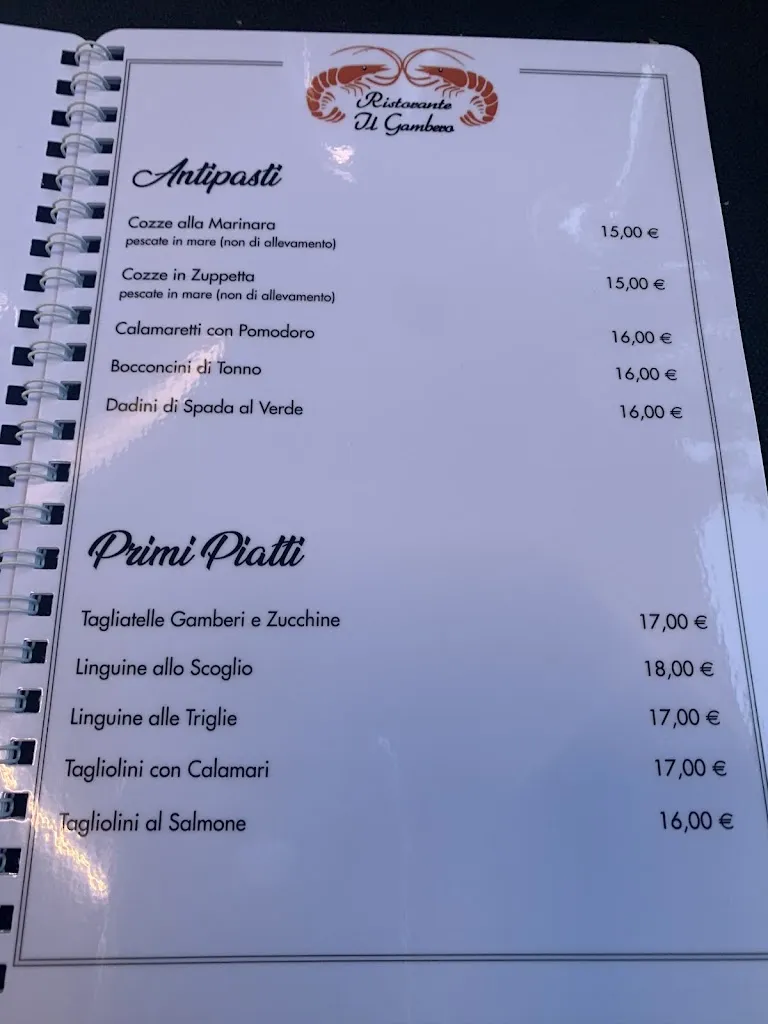 Ristorante
Il Gambero
Antipasti
Cozze alla Marinara 15,00 €
pescate in mare (non di allevamento)
Cozze in Zuppetta 15,00 €
pescate in mare (non di allevamento)
Calamaretti con Pomodoro 16,00 €
Bocconcini di Tonno 16,00 €
Dadini di Spada al Verde 16,00 €
Primi Piatti
Tagliatelle Gamberi e Zucchine 17,00 €
Linguine allo Scoglio 18,00 €
Linguine alle Triglie 17,00 €
Tagliolini con Calamari 17,00 €
Tagliolini al Salmone 16,00 €